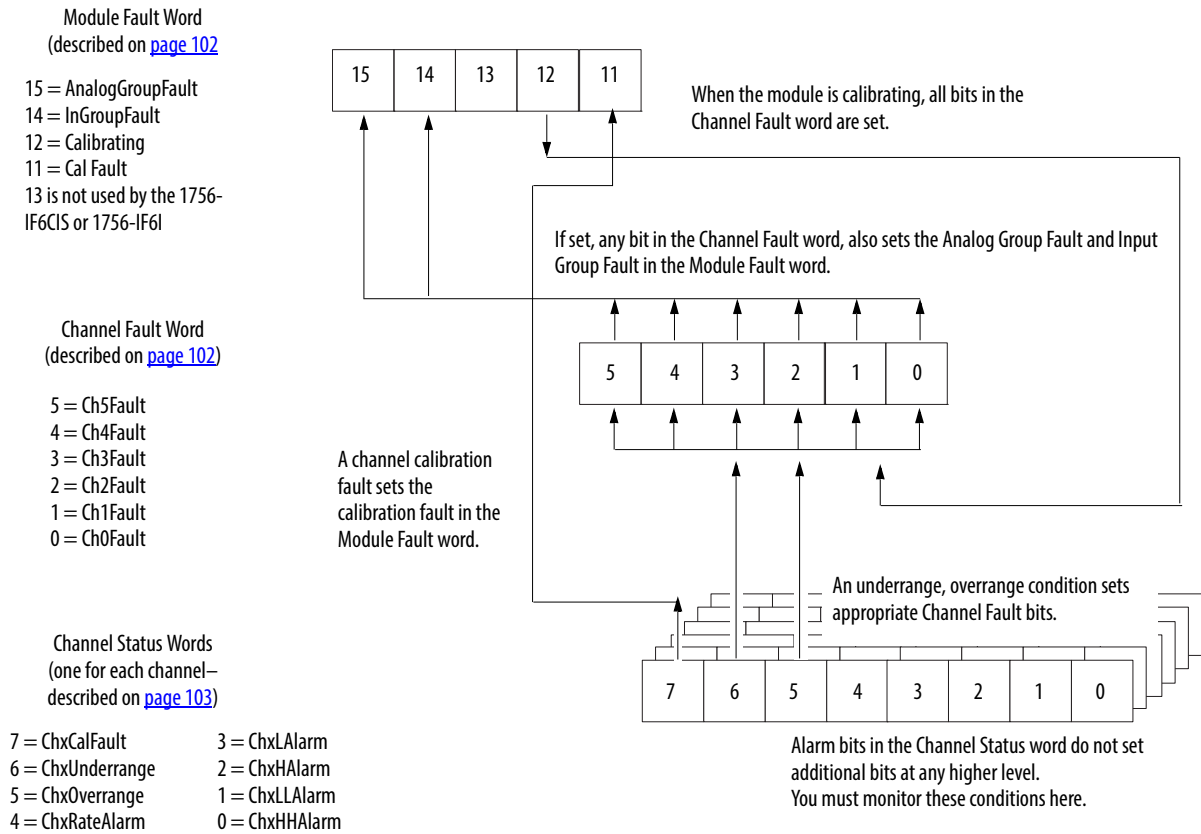 Module Fault Word
(described on page 102
15 = AnalogGroupFault
14 = InGroupFault
12 = Calibrating
11 = Cal Fault
13 is not used by the 1756-
IF6CIS or 1756-IF6I
15 14 13 12 11
When the module is calibrating, all bits in the
Channel Fault word are set.
If set, any bit in the Channel Fault word, also sets the Analog Group Fault and Input
Group Fault in the Module Fault word.
Channel Fault Word
(described on page 102)
5 = Ch5Fault
4 = Ch4Fault
3 = Ch3Fault
2 = Ch2Fault
1 = Ch1Fault
0 = Ch0Fault
5 4 3 2 1 0
A channel calibration
fault sets the
calibration fault in the
Module Fault word.
An underrange, overrange condition sets
appropriate Channel Fault bits.
Channel Status Words
(one for each channel–
described on page 103)
7 = ChxCalFault
6 = ChxUnderrange
5 = ChxOverrange
4 = ChxRateAlarm
3 = ChxLAlarm
2 = ChxHAlarm
1 = ChxLLAlarm
0 = ChxHHAlarm
7 6 5 4 3 2 1 0
Alarm bits in the Channel Status word do not set
additional bits at any higher level.
You must monitor these conditions here.